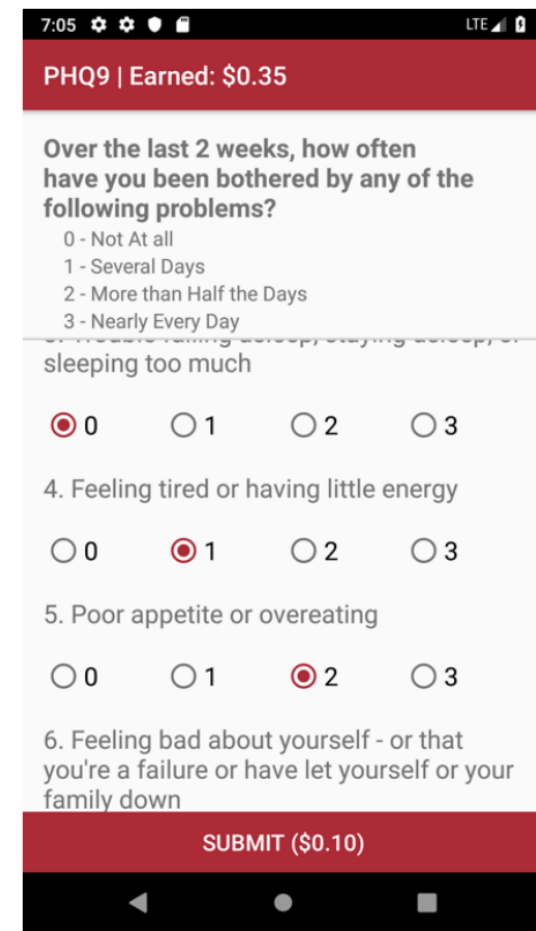 7:05 LTE
PHQ9 | Earned: $0.35
Over the last 2 weeks, how often
have you been bothered by any of the
following problems?
0 - Not At all
1 - Several Days
2 - More than Half the Days
3 - Nearly Every Day
sleeping too much
0 1 2 3
4. Feeling tired or having little energy
0 1 2 3
5. Poor appetite or overeating
0 1 2 3
6. Feeling bad about yourself - or that
you're a failure or have let yourself or your
family down
SUBMIT ($0.10)